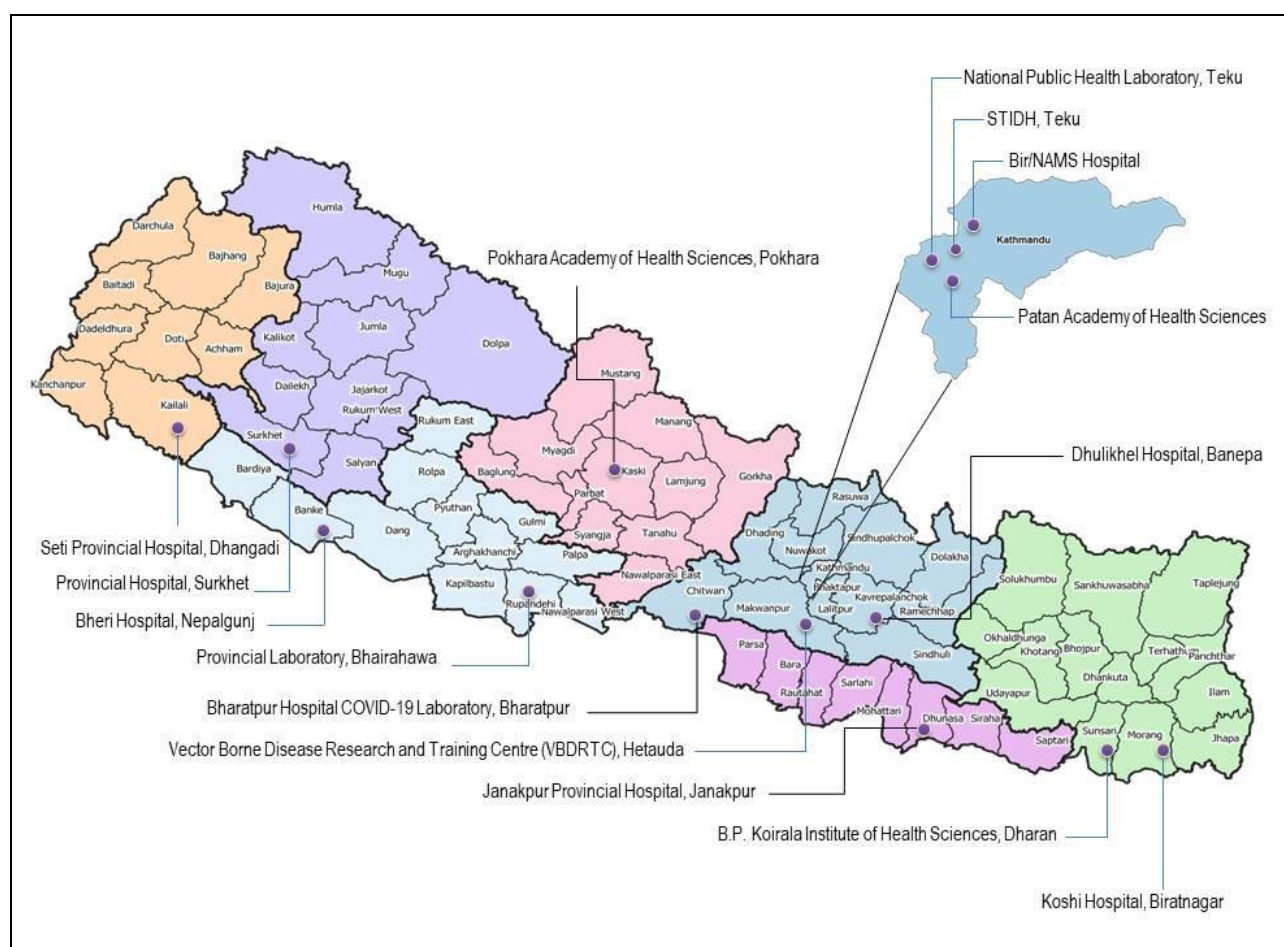 National Public Health Laboratory, Teku
STIDH, Teku
Bir/NAMS Hospital
Kathmandu
Patan Academy of Health Sciences
Pokhara Academy of Health Sciences, Pokhara
Dhulikhel Hospital, Banepa
Humla
Darchula
Bajhang
Mugu
Baitadi
Bajura
Jumla
Dadeldhura
Doti
Achham
Kalikot
Dolpa
Kanchanpur
Dailekh
Jajarkot
Rukum West
Kailali
Surkhet
Salyan
Rukum East
Mustang
Manang
Myagdi
Baglung
Kaski
Lamjung
Gorkha
Parbat
Syangja
Tanahu
Bardiya
Rolpa
Banke
Dang
Pyuthan
Gulmi
Arghakhanchi
Palpa
Kapilbastu
Rupandehi
Nawalparasi West
Nawalparasi East
Rasuwa
Dhading
Nuwakot
Sindhupalchok
Dolakha
Kathmandu
Bhaktapur
Chitwan
Makwanpur
Lalitpur
Kavrepalanchok
Ramechhap
Sindhuli
Solukhumbu
Sankhuwasabha
Taplejung
Okhaldhunga
Khotang
Bhojpur
Terhathum
Panchthar
Dhankuta
Udayapur
Ilam
Sunsari
Morang
Jhapa
Parsa
Bara
Rautahat
Sarlahi
Mohattari
Dhunasa
Siraha
Saptari
Seti Provincial Hospital, Dhangadi
Provincial Hospital, Surkhet
Bheri Hospital, Nepalgunj
Provincial Laboratory, Bhairahawa
Bharatpur Hospital COVID-19 Laboratory, Bharatpur
Vector Borne Disease Research and Training Centre (VBDRTC), Hetauda
Janakpur Provincial Hospital, Janakpur
B.P. Koirala Institute of Health Sciences, Dharan
Koshi Hospital, Biratnagar